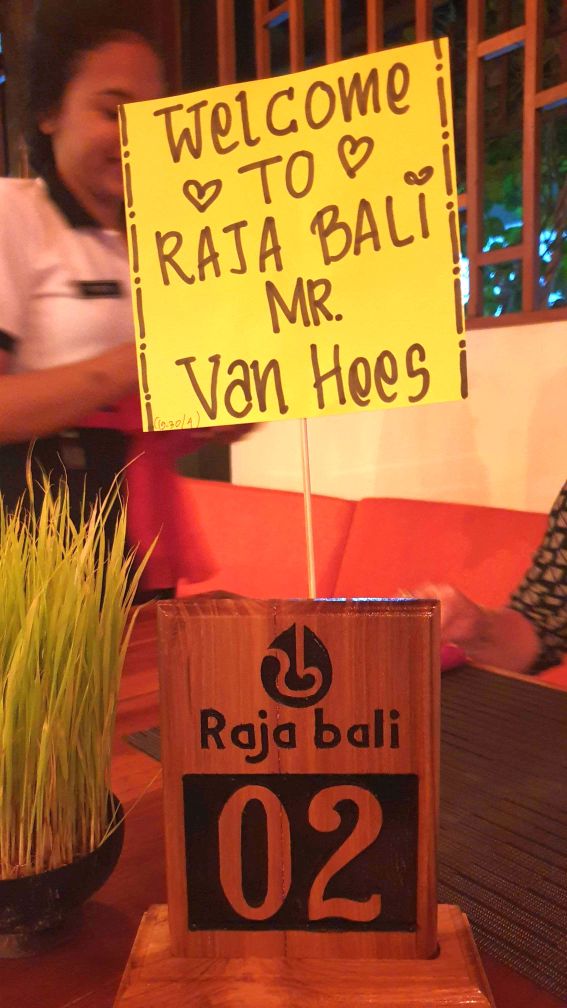 Welcome
TO
RAJA BALI
MR.
Van Hees
Raja bali
02